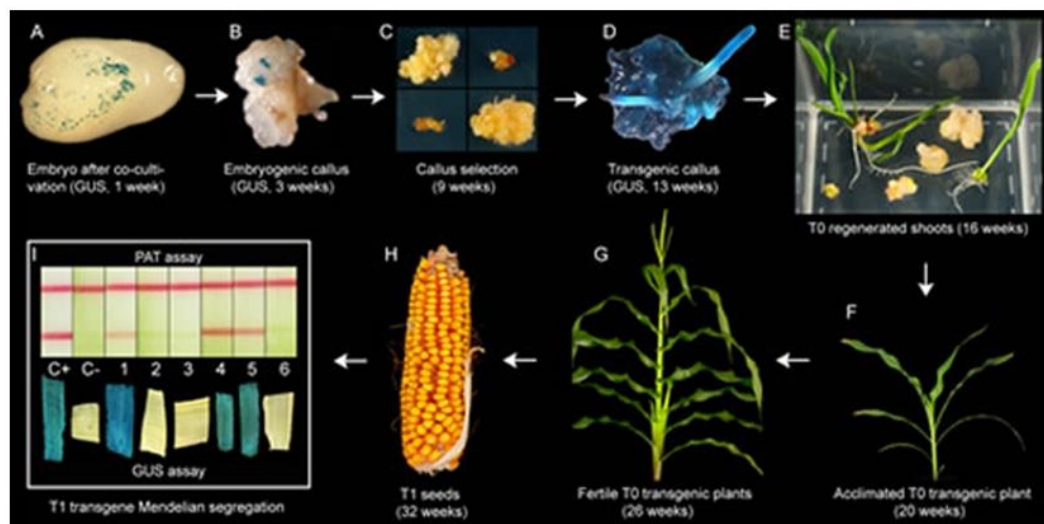 A
B
C
D
E
Embryo after co-culti-
vation (GUS, 1 week)
Embryogenic callus
(GUS, 3 weeks)
Callus selection
(9 weeks)
Transgenic callus
(GUS, 13 weeks)
T0 regenerated shoots (16 weeks)
I
PAT assay
C+ C- 1 2 3 4 5 6
GUS assay
T1 transgene Mendelian segregation
H
T1 seeds
(32 weeks)
G
Fertile T0 transgenic plants
(26 weeks)
F
Acclimated T0 transgenic plant
(20 weeks)